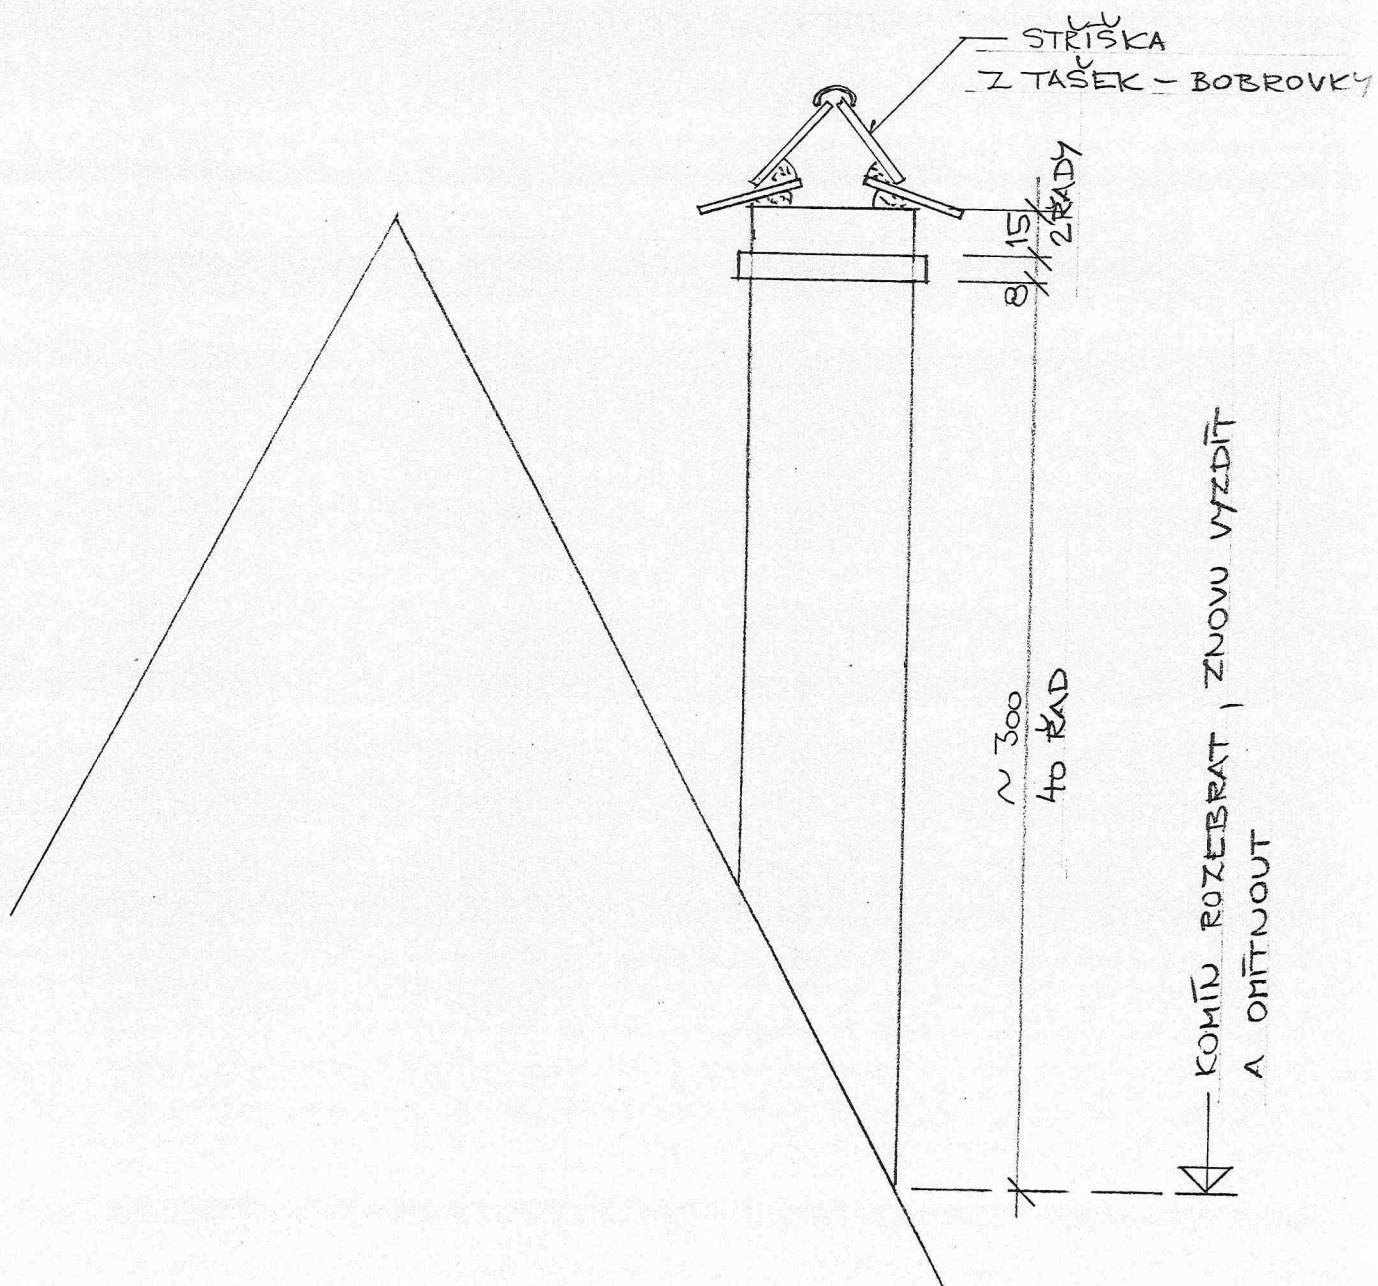 STŘÍŠKA
Z TAŠEK – BOBROVKY
15
2 ŘADY
8
~ 300
40 ŘAD
KOMÍN ROZEBRAT, ZNOVU VYZDÍT
A OMÍTNOUT